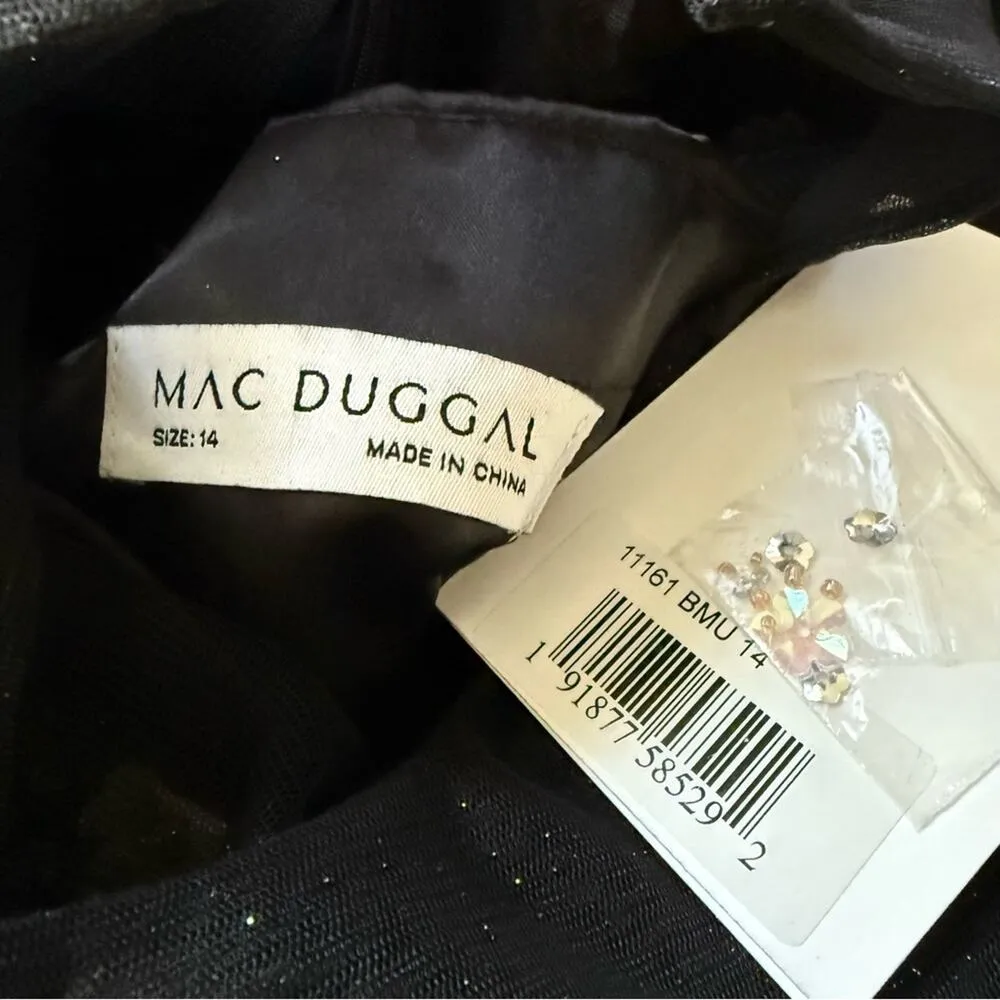 MAC DUGGAL
SIZE: 14
MADE IN CHINA
11161 BMU 14
1 91877 58529 2